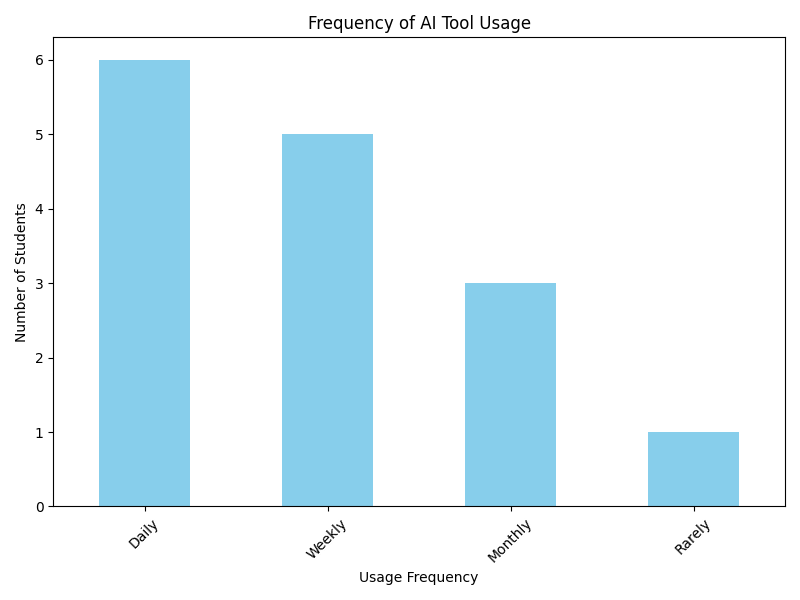 Frequency of AI Tool Usage
Number of Students
6
5
4
3
2
1
0
Daily
Weekly
Monthly
Rarely
Usage Frequency